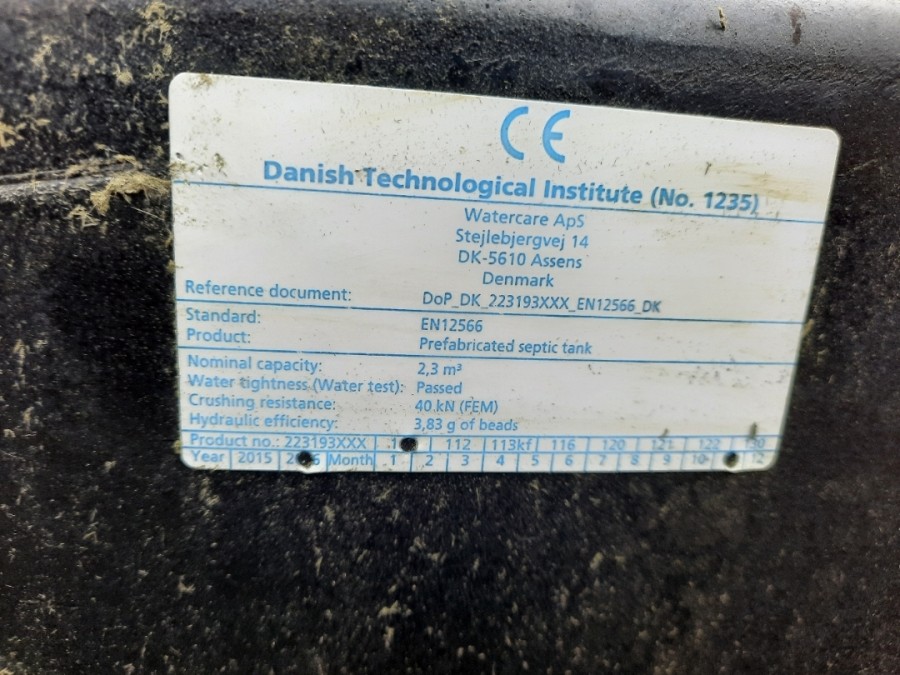 CE
Danish Technological Institute (No. 1235)
Watercare ApS
Stejlebjergvej 14
DK-5610 Assens
Denmark
Reference document: DoP_DK_223193XXX_EN12566_DK
Standard: EN12566
Product: Prefabricated septic tank
Nominal capacity: 2,3 m³
Water tightness (Water test): Passed
Crushing resistance: 40 kN (FEM)
Hydraulic efficiency: 3,83 g of beads
Product no.: 223193XXX 112 113kf 116 120 121 122 130
Year 2015 Month 1 2 3 4 5 6 7 8 9 10 12